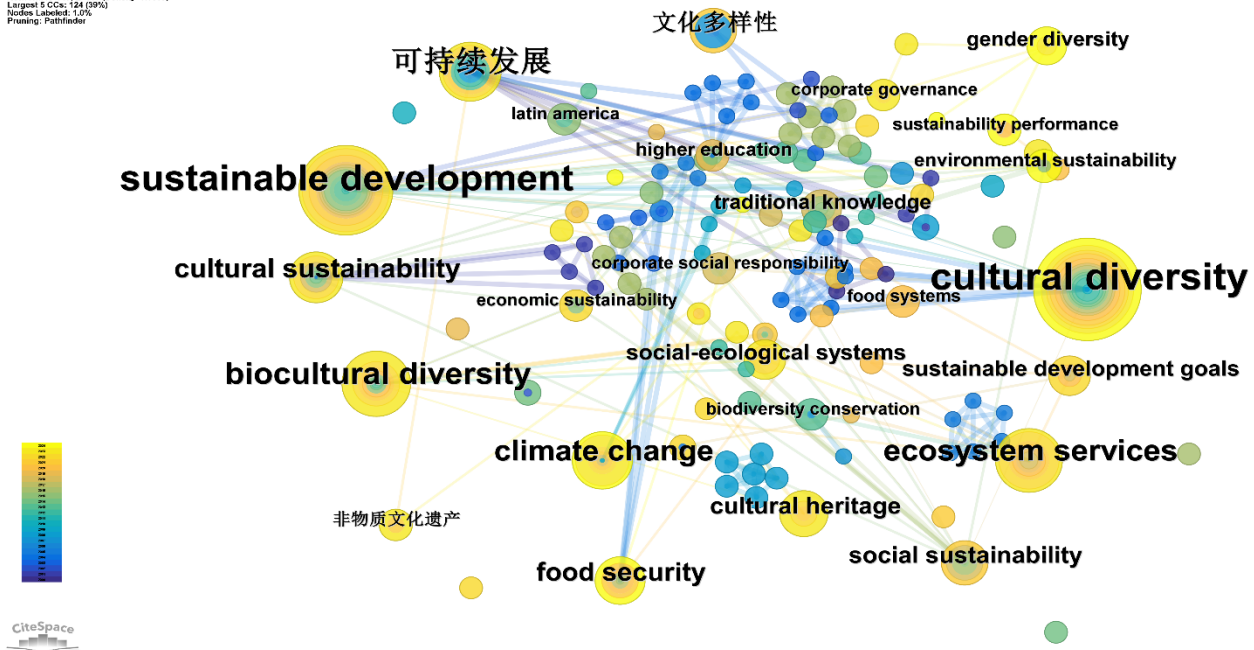 Largest 5 CCs: 124 (39%)
Nodes Labeled: 1.0%
Pruning: Pathfinder
文化多样性
gender diversity
可持续发展
corporate governance
latin america
sustainability performance
higher education
environmental sustainability
sustainable development
traditional knowledge
cultural sustainability
corporate social responsibility
cultural diversity
economic sustainability
food systems
social-ecological systems
sustainable development goals
biocultural diversity
biodiversity conservation
climate change
ecosystem services
cultural heritage
非物质文化遗产
social sustainability
food security
CiteSpace